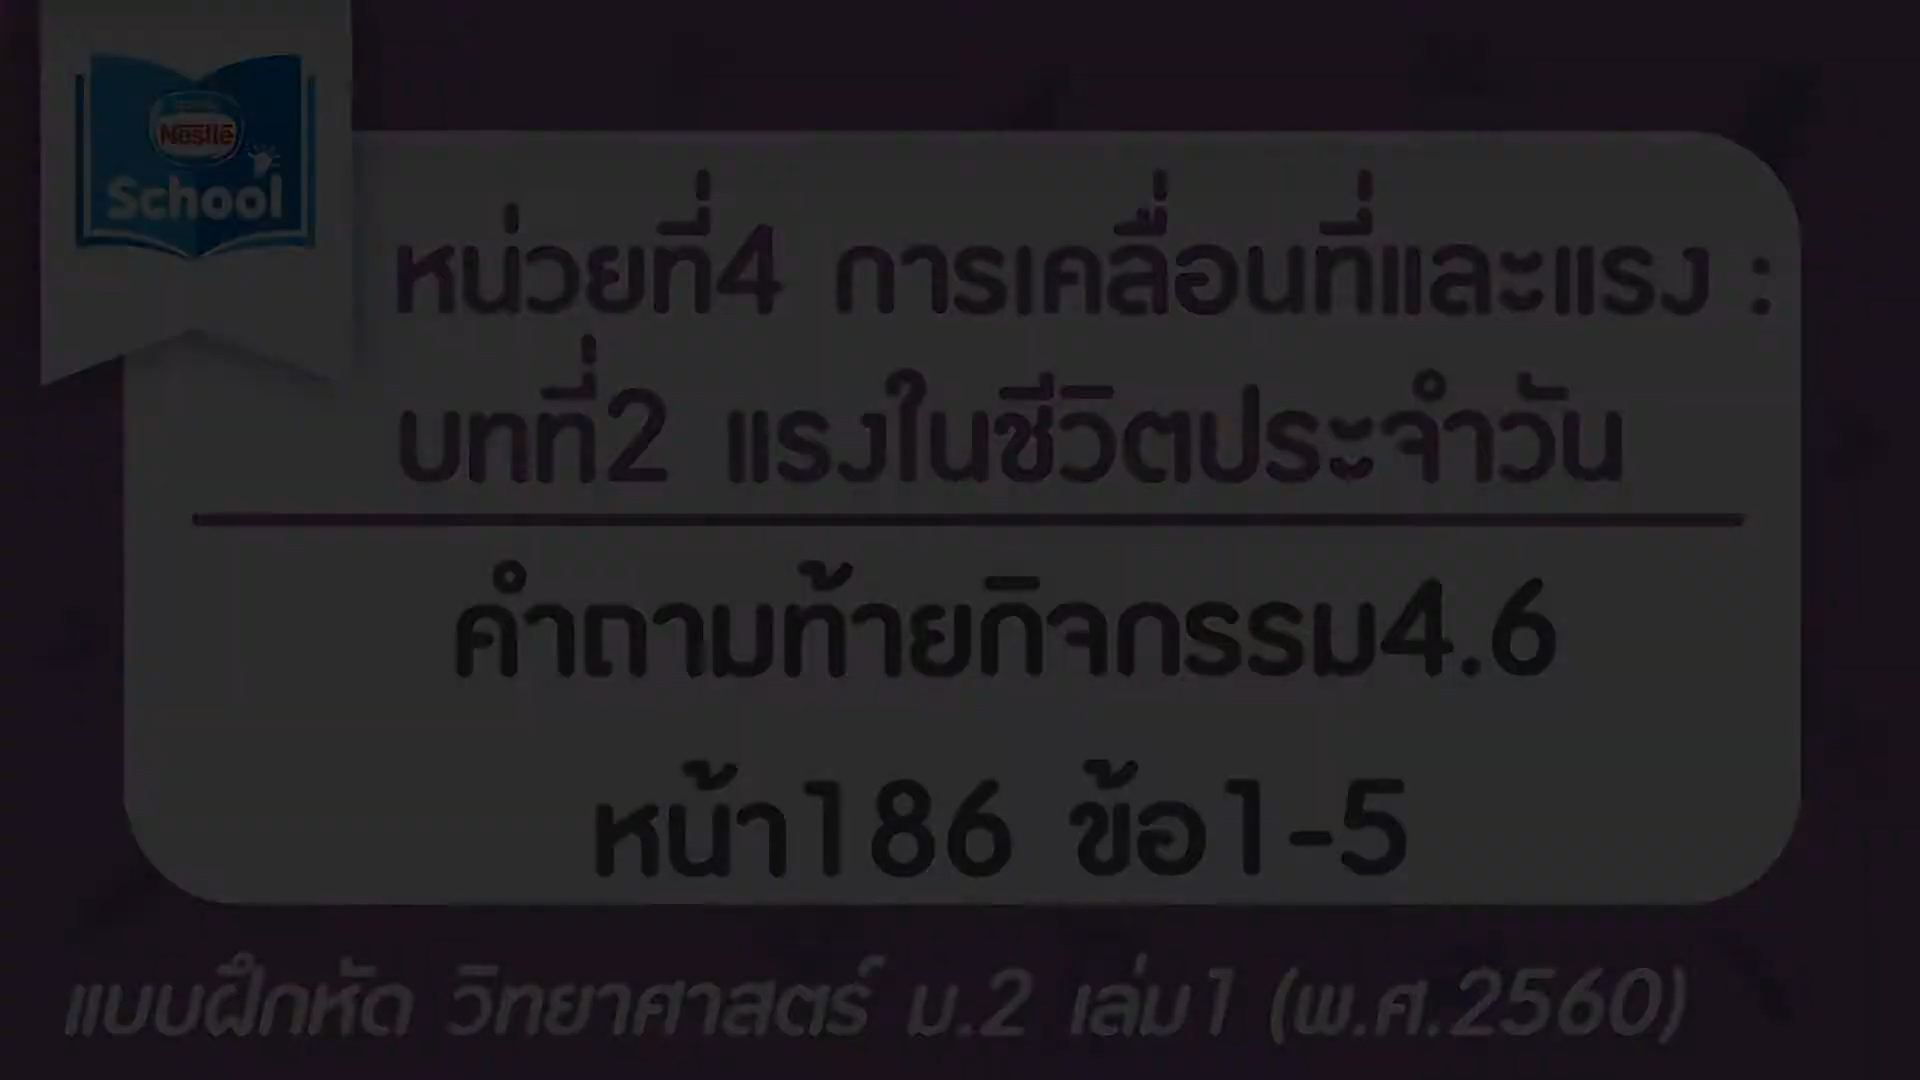 Nestlē
School
หน่วยที่4 การเคลื่อนที่และแรง :
บทที่2 แรงในชีวิตประจำวัน
คำถามท้ายกิจกรรม4.6
หน้า186 ข้อ1-5
แบบฝึกหัด วิทยาศาสตร์ ม.2 เล่ม1 (พ.ศ.2560)